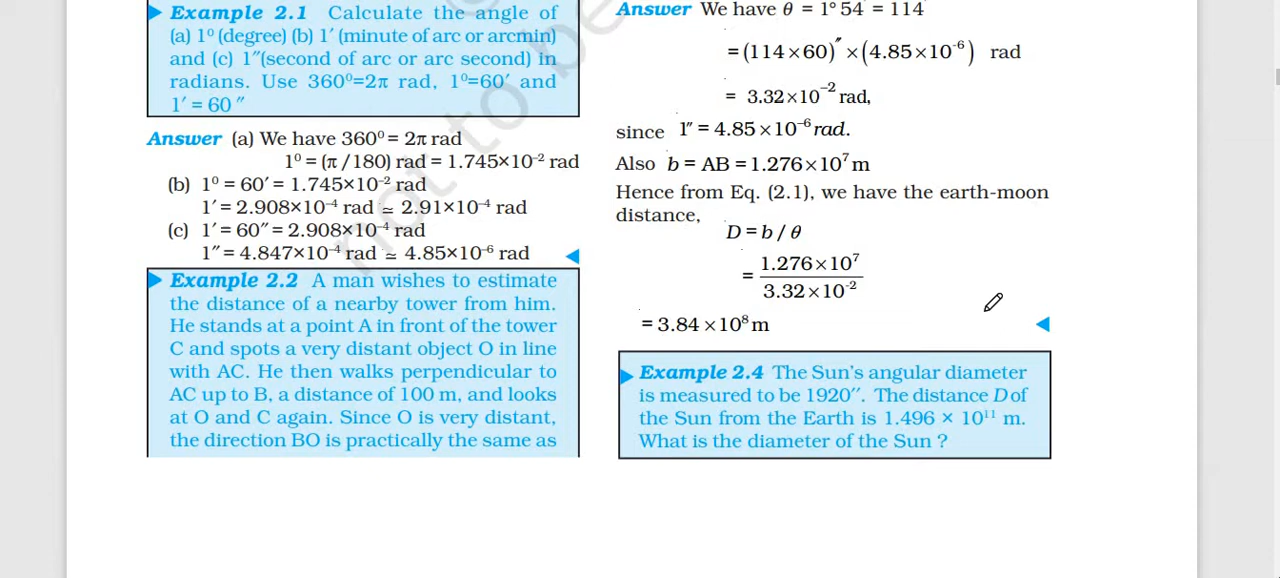 Example 2.1 Calculate the angle of
(a) 1⁰ (degree) (b) 1′ (minute of arc or arcmin)
and (c) 1″(second of arc or arc second) in
radians. Use 360⁰=2π rad, 1⁰=60′ and
1′ = 60 ″
Answer (a) We have 360⁰ = 2π rad
1⁰ = (π /180) rad = 1.745×10⁻² rad
(b) 1⁰ = 60′ = 1.745×10⁻² rad
1′ = 2.908×10⁻⁴ rad ≃ 2.91×10⁻⁴ rad
(c) 1′ = 60″ = 2.908×10⁻⁴ rad
1″ = 4.847×10⁻⁴ rad ≃ 4.85×10⁻⁶ rad
Example 2.2 A man wishes to estimate
the distance of a nearby tower from him.
He stands at a point A in front of the tower
C and spots a very distant object O in line
with AC. He then walks perpendicular to
AC up to B, a distance of 100 m, and looks
at O and C again. Since O is very distant,
the direction BO is practically the same as
Answer We have θ = 1° 54′ = 114′
= (114×60)″ × (4.85×10⁻⁶) rad
= 3.32×10⁻² rad,
since 1″ = 4.85×10⁻⁶ rad.
Also b = AB = 1.276×10⁷ m
Hence from Eq. (2.1), we have the earth-moon
distance,
D = b / θ
= 1.276×10⁷
3.32×10⁻²
= 3.84×10⁸ m
Example 2.4 The Sun's angular diameter
is measured to be 1920″. The distance D of
the Sun from the Earth is 1.496 × 10¹¹ m.
What is the diameter of the Sun ?
not to be